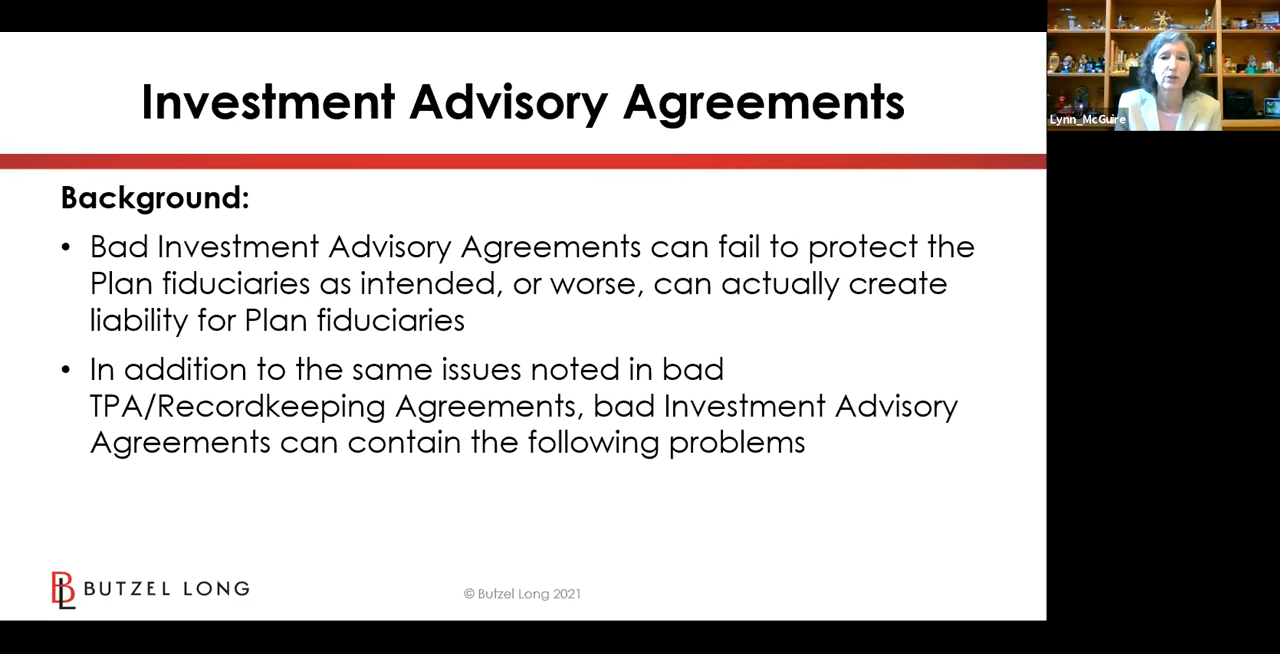 Investment Advisory Agreements
Lynn_McGuire
Background:
• Bad Investment Advisory Agreements can fail to protect the
Plan fiduciaries as intended, or worse, can actually create
liability for Plan fiduciaries
• In addition to the same issues noted in bad
TPA/Recordkeeping Agreements, bad Investment Advisory
Agreements can contain the following problems
BL BUTZEL LONG
© Butzel Long 2021